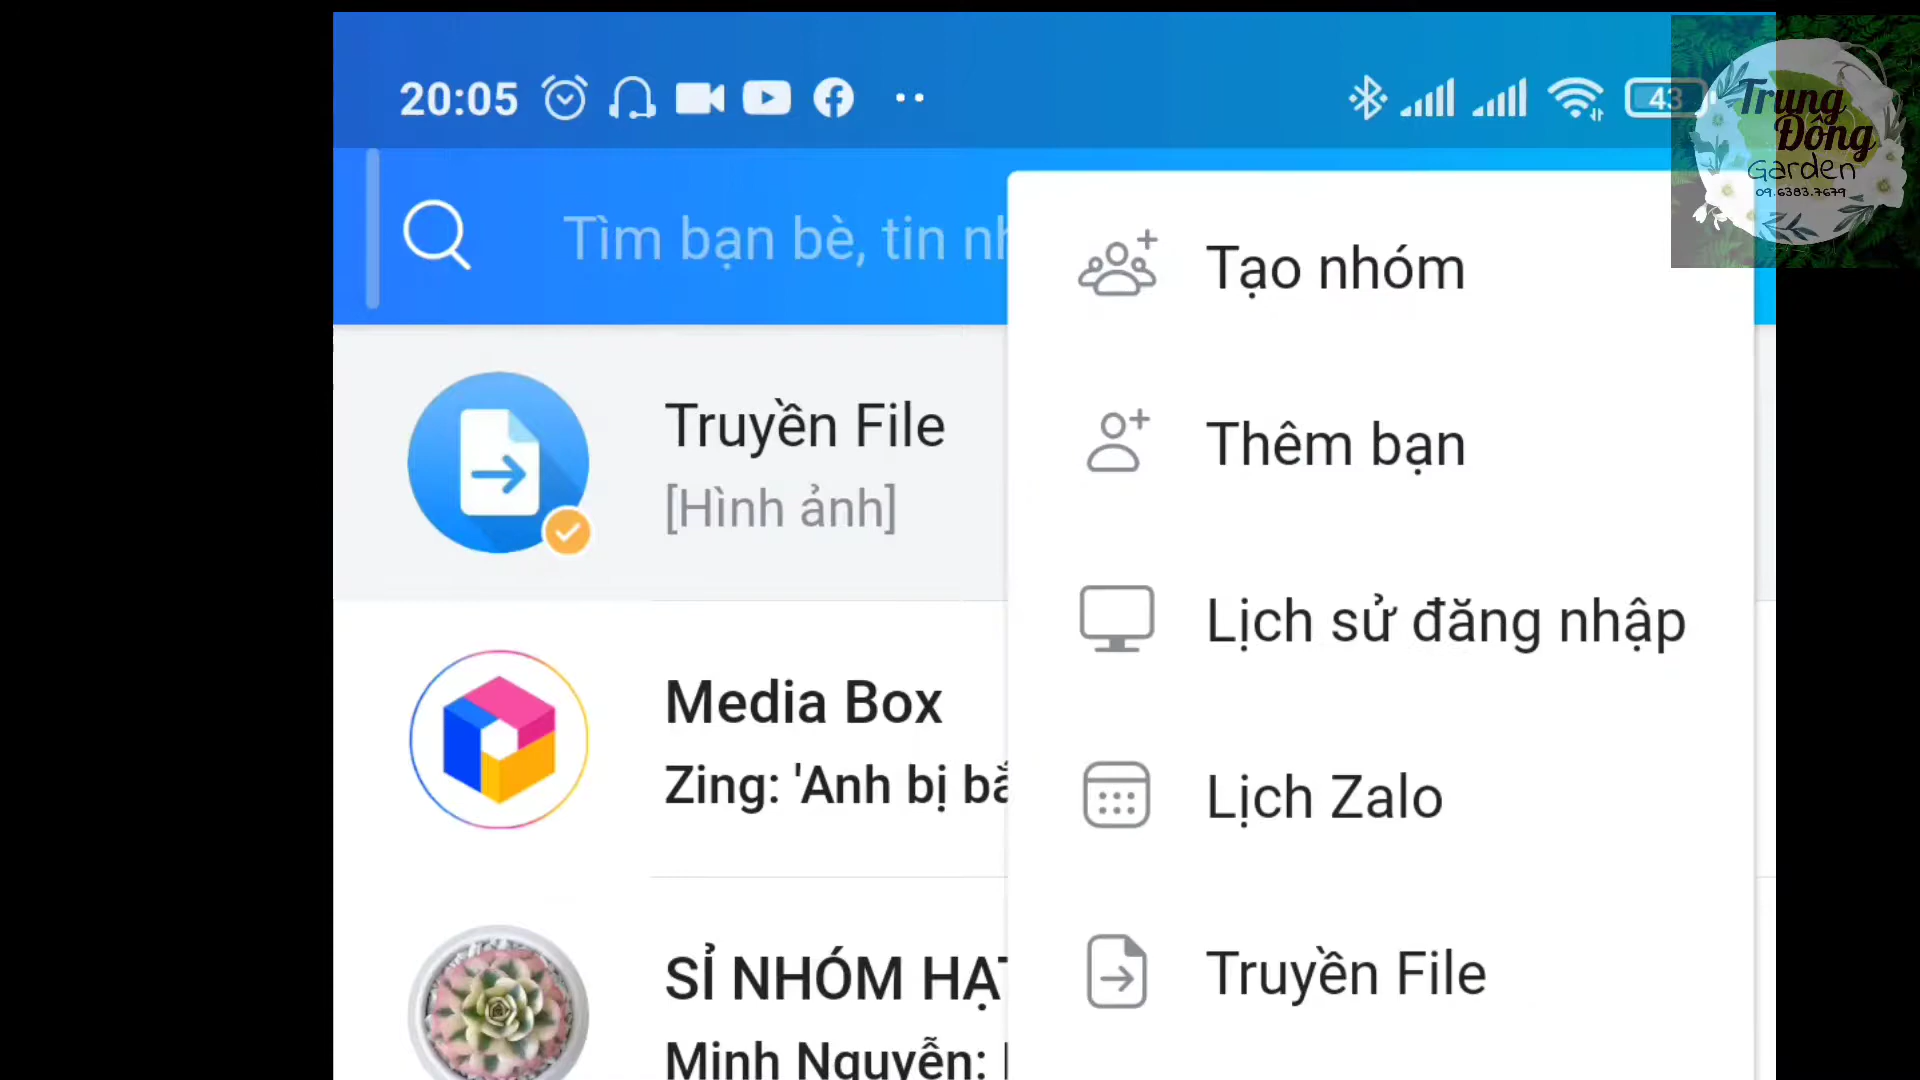 20:05
43
Trung
Đông
Garden
09.6383.7679
Tìm bạn bè, tin nh
Tạo nhóm
Thêm bạn
Lịch sử đăng nhập
Lịch Zalo
Truyền File
Truyền File
[Hình ảnh]
Media Box
Zing: 'Anh bị bắ
SỈ NHÓM HẠT
Minh Nguyễn: